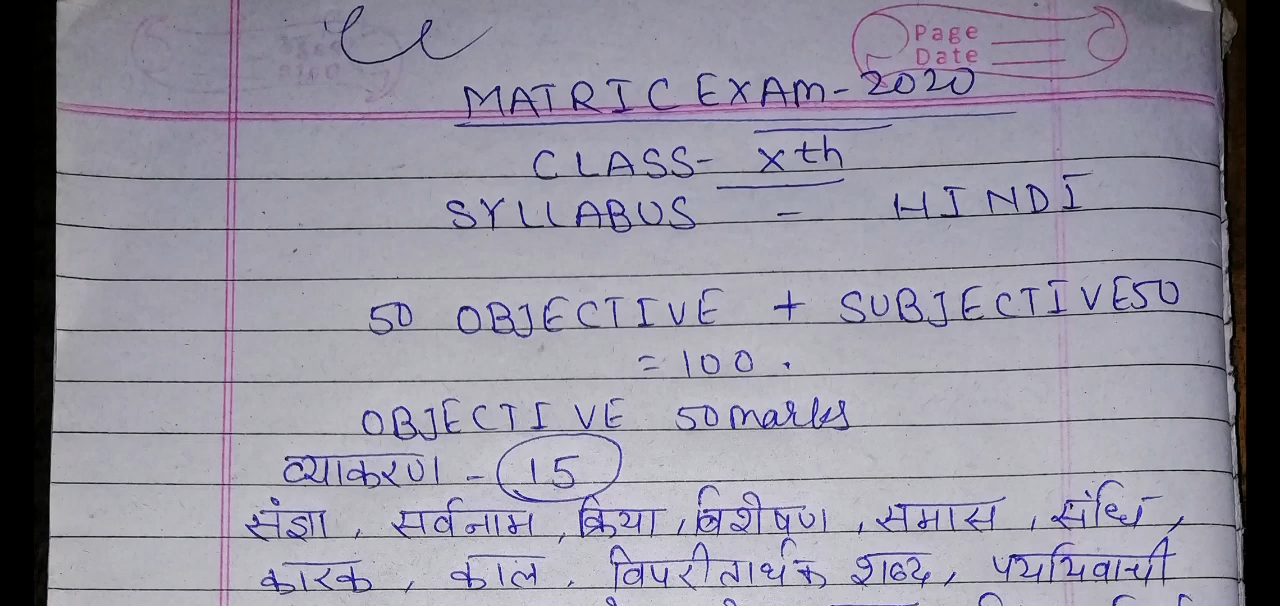 Page
Date
MATRIC EXAM - 2020
CLASS - Xth
SYLLABUS - HINDI
50 OBJECTIVE + SUBJECTIVE 50
= 100.
OBJECTIVE 50 marks
व्याकरण - 15
संज्ञा, सर्वनाम, क्रिया, विशेषण, समास, संधि,
कारक, काल, विपरीतार्थक शब्द, पर्यायवाची